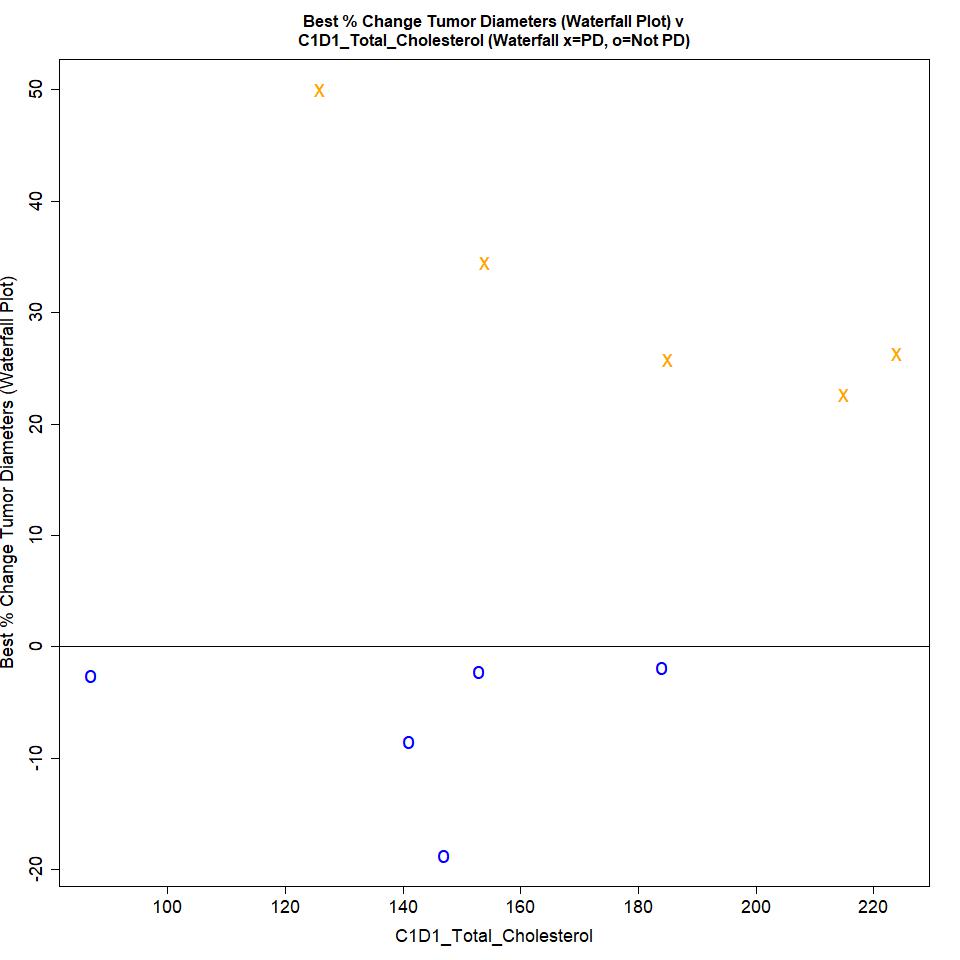 Best % Change Tumor Diameters (Waterfall Plot) v
C1D1_Total_Cholesterol (Waterfall x=PD, o=Not PD)
Best % Change Tumor Diameters (Waterfall Plot)
50
40
30
20
10
0
-10
-20
X
X
X
X
X
O
O
O
O
O
100 120 140 160 180 200 220
C1D1_Total_Cholesterol